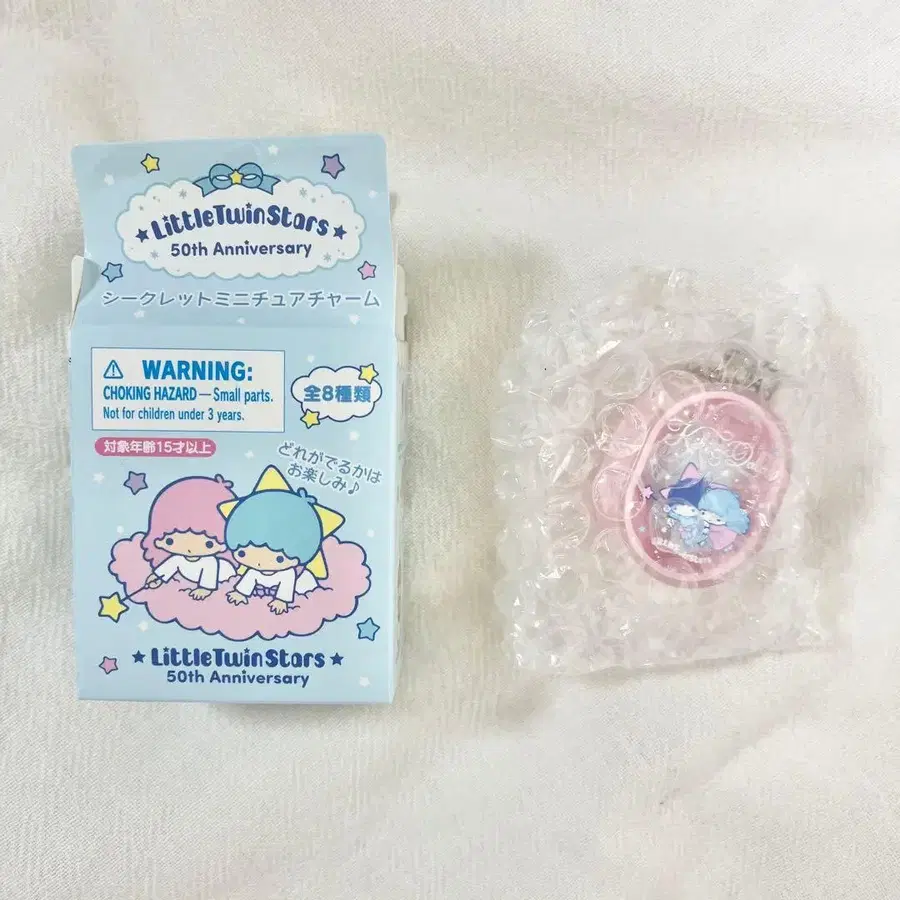 LittleTwinStars
50th Anniversary
シークレットミニチュアチャーム
WARNING:
CHOKING HAZARD — Small parts.
Not for children under 3 years.
全8種類
対象年齢15才以上
どれがでるかは
お楽しみ♪
LittleTwinStars
50th Anniversary